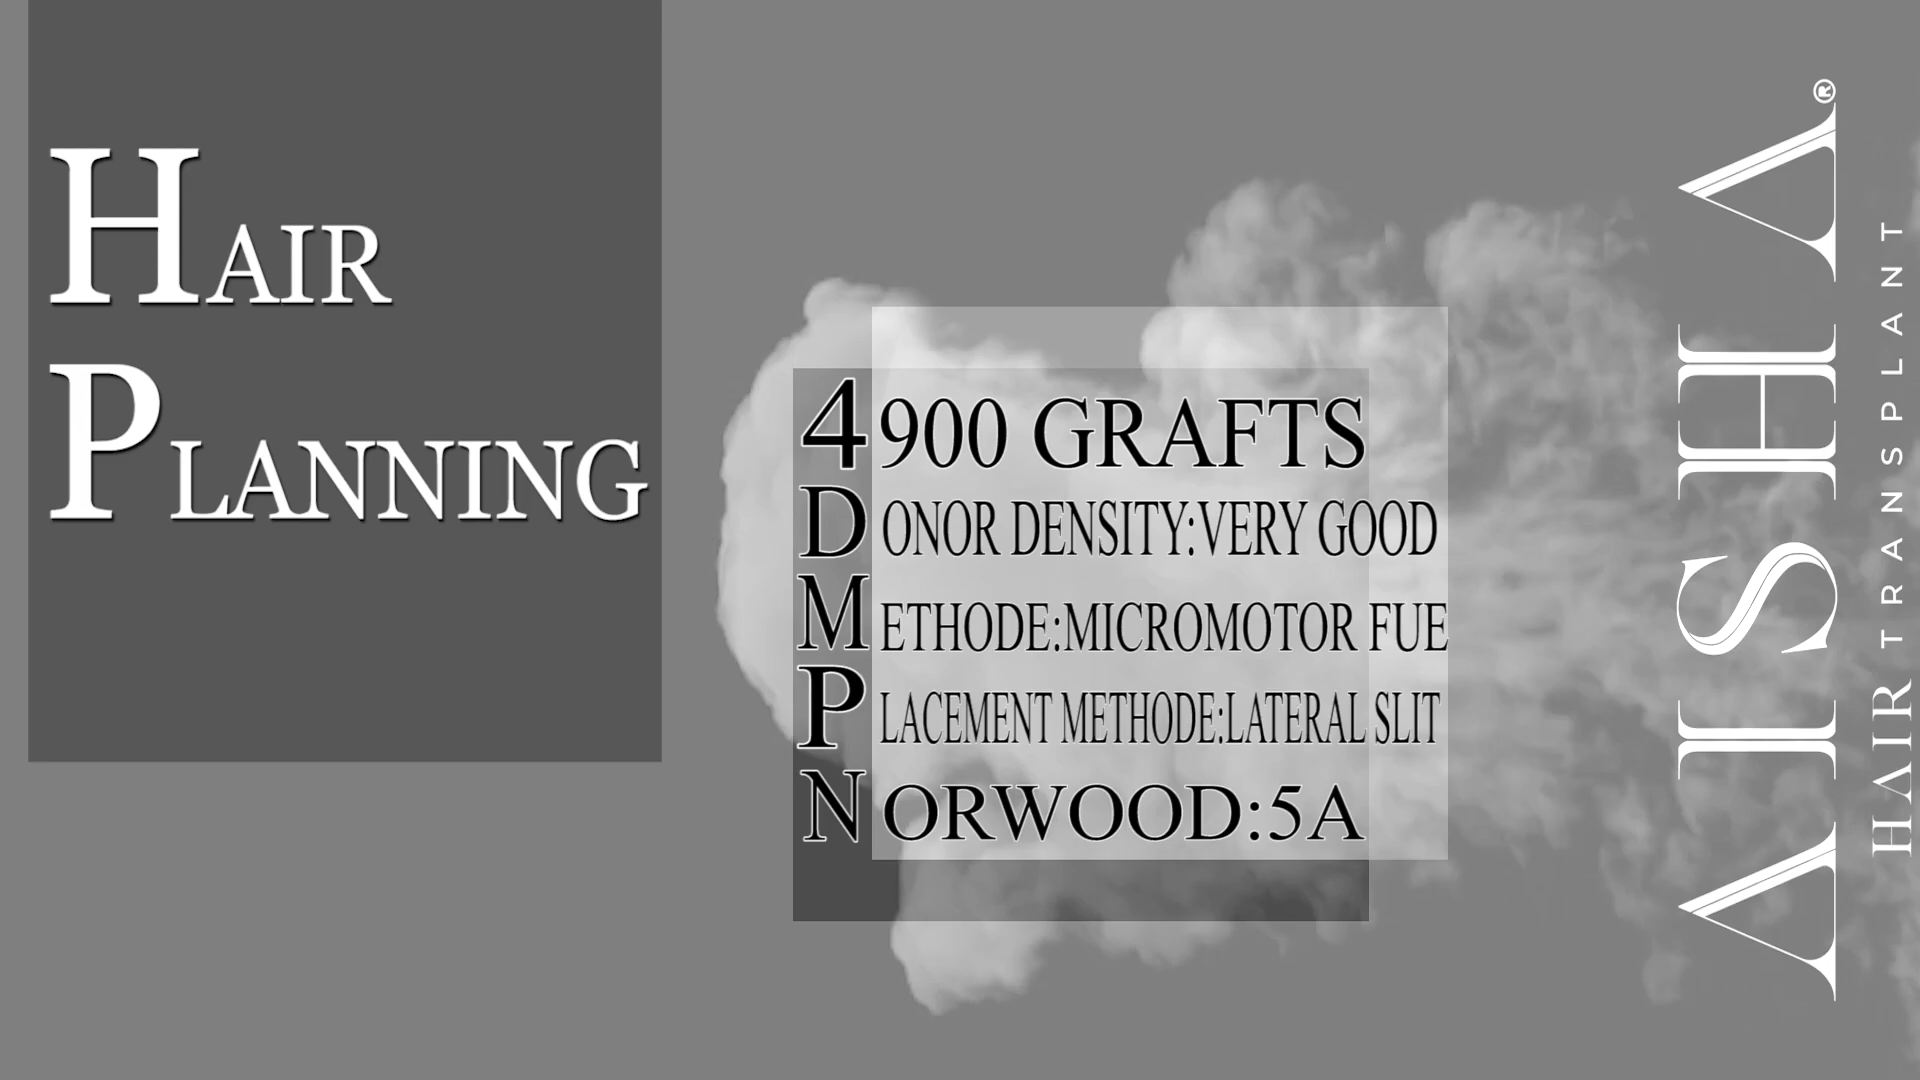 HAIR
PLANNING
4900 GRAFTS
DONOR DENSITY:VERY GOOD
METHODE:MICROMOTOR FUE
PLACEMENT METHODE:LATERAL SLIT
NORWOOD:5A
AISHA®
HAIR TRANSPLANT